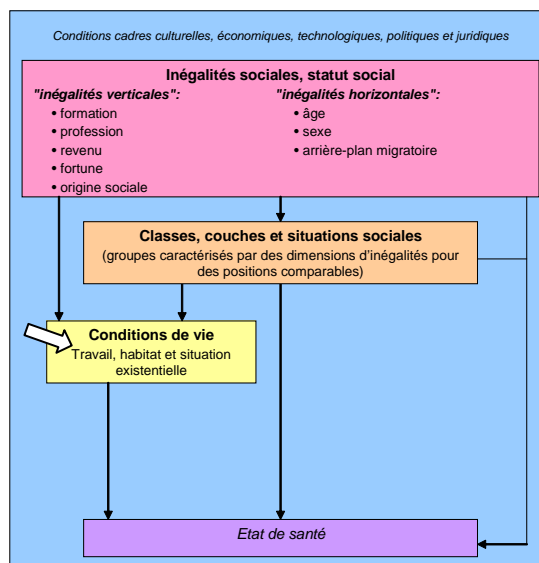 Conditions cadres culturelles, économiques, technologiques, politiques et juridiques
Inégalités sociales, statut social
"inégalités verticales":
• formation
• profession
• revenu
• fortune
• origine sociale
"inégalités horizontales":
• âge
• sexe
• arrière-plan migratoire
Classes, couches et situations sociales
(groupes caractérisés par des dimensions d'inégalités pour
des positions comparables)
Conditions de vie
Travail, habitat et situation
existentielle
Etat de santé